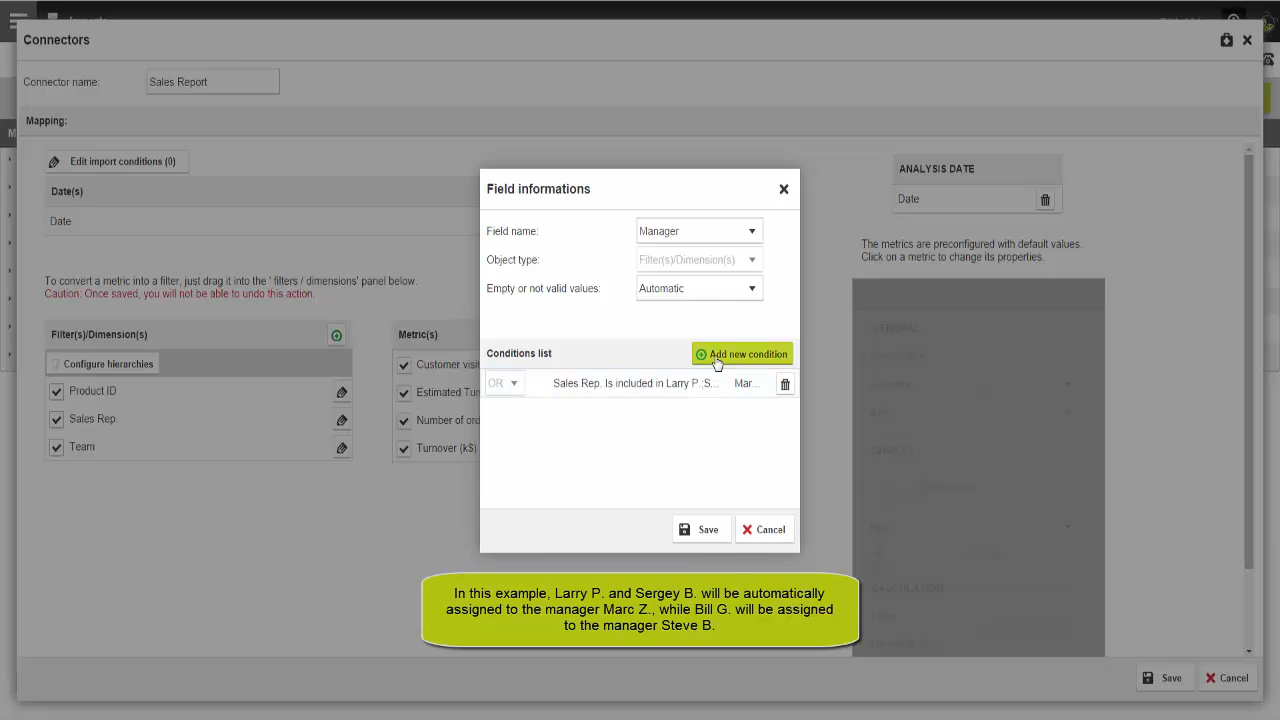 Connectors
Connector name: Sales Report
Mapping:
Edit import conditions (0)
Date(s)
Date
To convert a metric into a filter, just drag it into the ' filters / dimensions' panel below.
Caution: Once saved, you will not be able to undo this action.
Filter(s)/Dimension(s)
Configure hierarchies
Product ID
Sales Rep.
Team
Metric(s)
Customer visi
Estimated Tur
Number of ord
Turnover (k$)
Field informations
Field name: Manager
Object type: Filter(s)/Dimension(s)
Empty or not valid values: Automatic
Conditions list
Add new condition
OR Sales Rep. Is included in Larry P.;S... Mar...
Save Cancel
ANALYSIS DATE
Date
The metrics are preconfigured with default values.
Click on a metric to change its properties.
GENERAL
CALCULATION
In this example, Larry P. and Sergey B. will be automatically
assigned to the manager Marc Z., while Bill G. will be assigned
to the manager Steve B.
Save Cancel